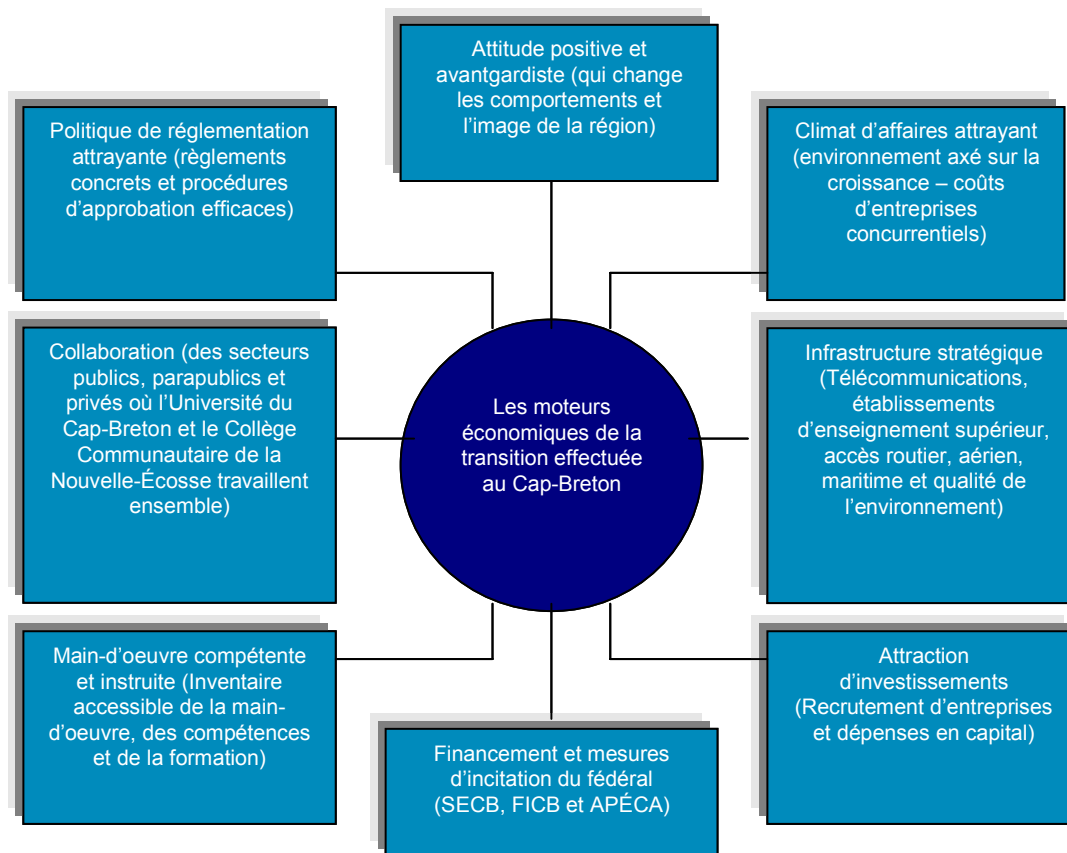 Attitude positive et
avantgardiste (qui change
les comportements et
l'image de la région)
Politique de réglementation
attrayante (règlements
concrets et procédures
d'approbation efficaces)
Climat d'affaires attrayant
(environnement axé sur la
croissance – coûts
d'entreprises
concurrentiels)
Collaboration (des secteurs
publics, parapublics et
privés où l'Université du
Cap-Breton et le Collège
Communautaire de la
Nouvelle-Écosse travaillent
ensemble)
Les moteurs
économiques de la
transition effectuée
au Cap-Breton
Infrastructure stratégique
(Télécommunications,
établissements
d'enseignement supérieur,
accès routier, aérien,
maritime et qualité de
l'environnement)
Main-d'oeuvre compétente
et instruite (Inventaire
accessible de la main-
d'oeuvre, des compétences
et de la formation)
Financement et mesures
d'incitation du fédéral
(SECB, FICB et APÉCA)
Attraction
d'investissements
(Recrutement d'entreprises
et dépenses en capital)